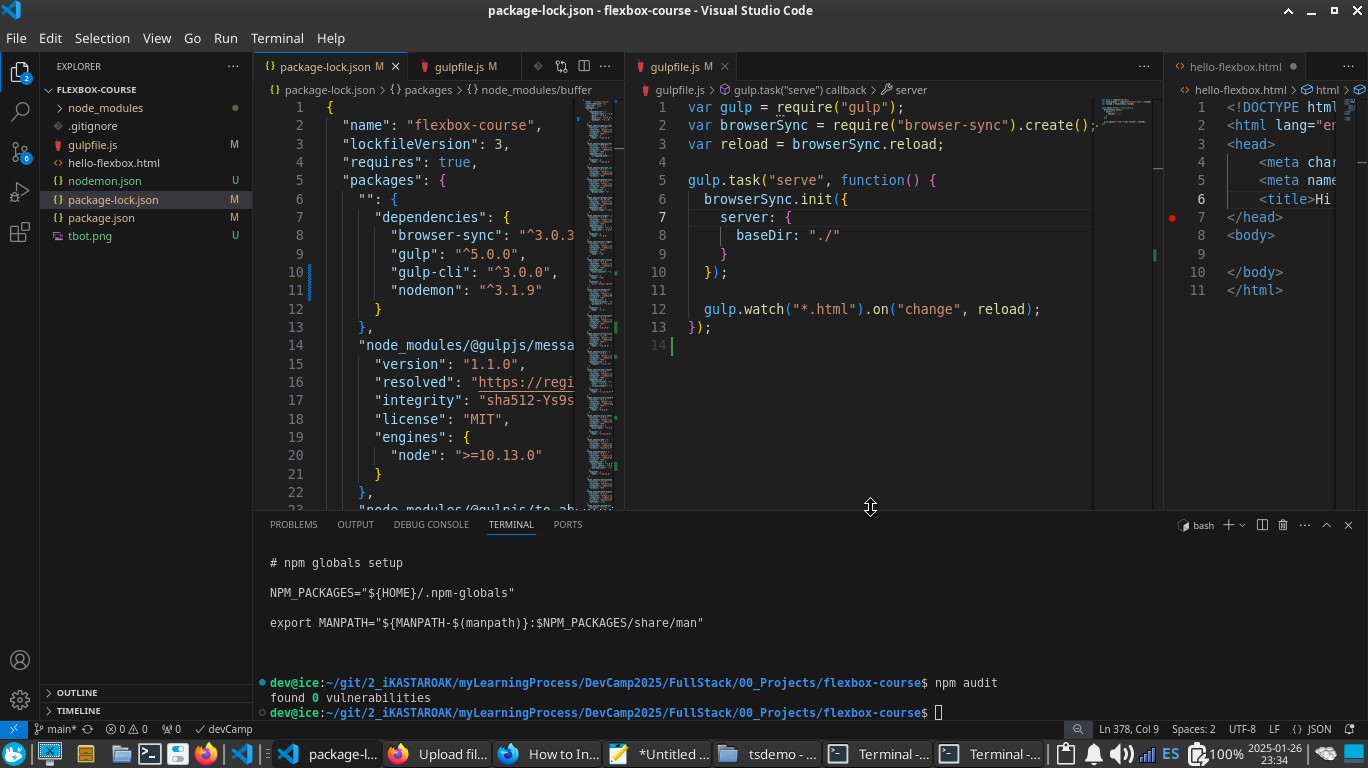 package-lock.json - flexbox-course - Visual Studio Code
File Edit Selection View Go Run Terminal Help
2
6
EXPLORER
FLEXBOX-COURSE
node_modules
.gitignore
gulpfile.js M
hello-flexbox.html
nodemon.json U
package-lock.json M
package.json M
tbot.png U
OUTLINE
TIMELINE
package-lock.json M
gulpfile.js M
package-lock.json > {} packages > {} node_modules/buffer
1 {
2 "name": "flexbox-course",
3 "lockfileVersion": 3,
4 "requires": true,
5 "packages": {
6 "": {
7 "dependencies": {
8 "browser-sync": "^3.0.3
9 "gulp": "^5.0.0",
10 "gulp-cli": "^3.0.0",
11 "nodemon": "^3.1.9"
12 }
13 },
14 "node_modules/@gulpjs/messa
15 "version": "1.1.0",
16 "resolved": "https://regi
17 "integrity": "sha512-Ys9s
18 "license": "MIT",
19 "engines": {
20 "node": ">=10.13.0"
21 }
22 },
gulpfile.js M
gulpfile.js > gulp.task("serve") callback > server
1 var gulp = require("gulp");
2 var browserSync = require("browser-sync").create();
3 var reload = browserSync.reload;
4
5 gulp.task("serve", function() {
6 browserSync.init({
7 server: {
8 baseDir: "./"
9 }
10 });
11
12 gulp.watch("*.html").on("change", reload);
13 });
14
hello-flexbox.html
hello-flexbox.html > html >
1 <!DOCTYPE html
2 <html lang="en
3 <head>
4 <meta char
5 <meta name
6 <title>Hi
7 </head>
8 <body>
9
10 </body>
11 </html>
PROBLEMS OUTPUT DEBUG CONSOLE TERMINAL PORTS
bash
# npm globals setup
NPM_PACKAGES="${HOME}/.npm-globals"
export MANPATH="${MANPATH-$(manpath)}:$NPM_PACKAGES/share/man"
dev@ice:~/git/2_iKASTAROAK/myLearningProcess/DevCamp2025/FullStack/00_Projects/flexbox-course$ npm audit
found 0 vulnerabilities
dev@ice:~/git/2_iKASTAROAK/myLearningProcess/DevCamp2025/FullStack/00_Projects/flexbox-course$
main* 0 0 0 devCamp
Ln 378, Col 9 Spaces: 2 UTF-8 LF {} JSON
package-l... Upload fil... How to In... *Untitled ... tsdemo -... Terminal -... Terminal -...
ES 100% 2025-01-26
23:34